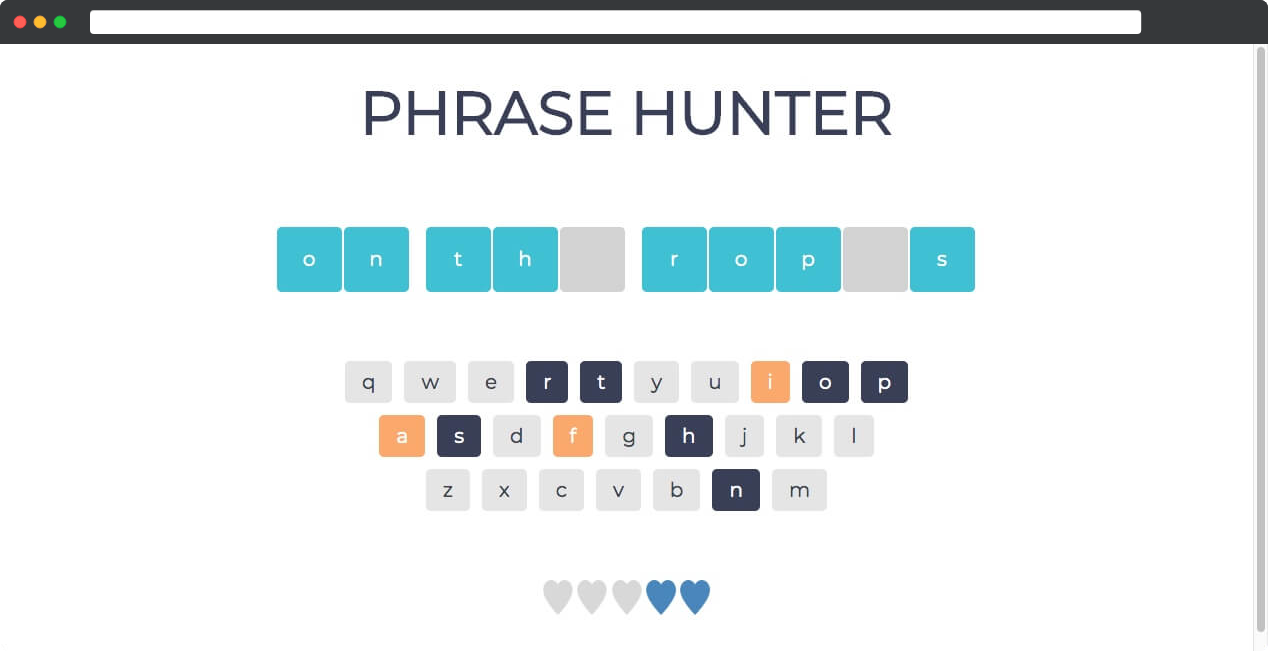 PHRASE HUNTER
o n t h r o p s
q w e r t y u i o p
a s d f g h j k l
z x c v b n m